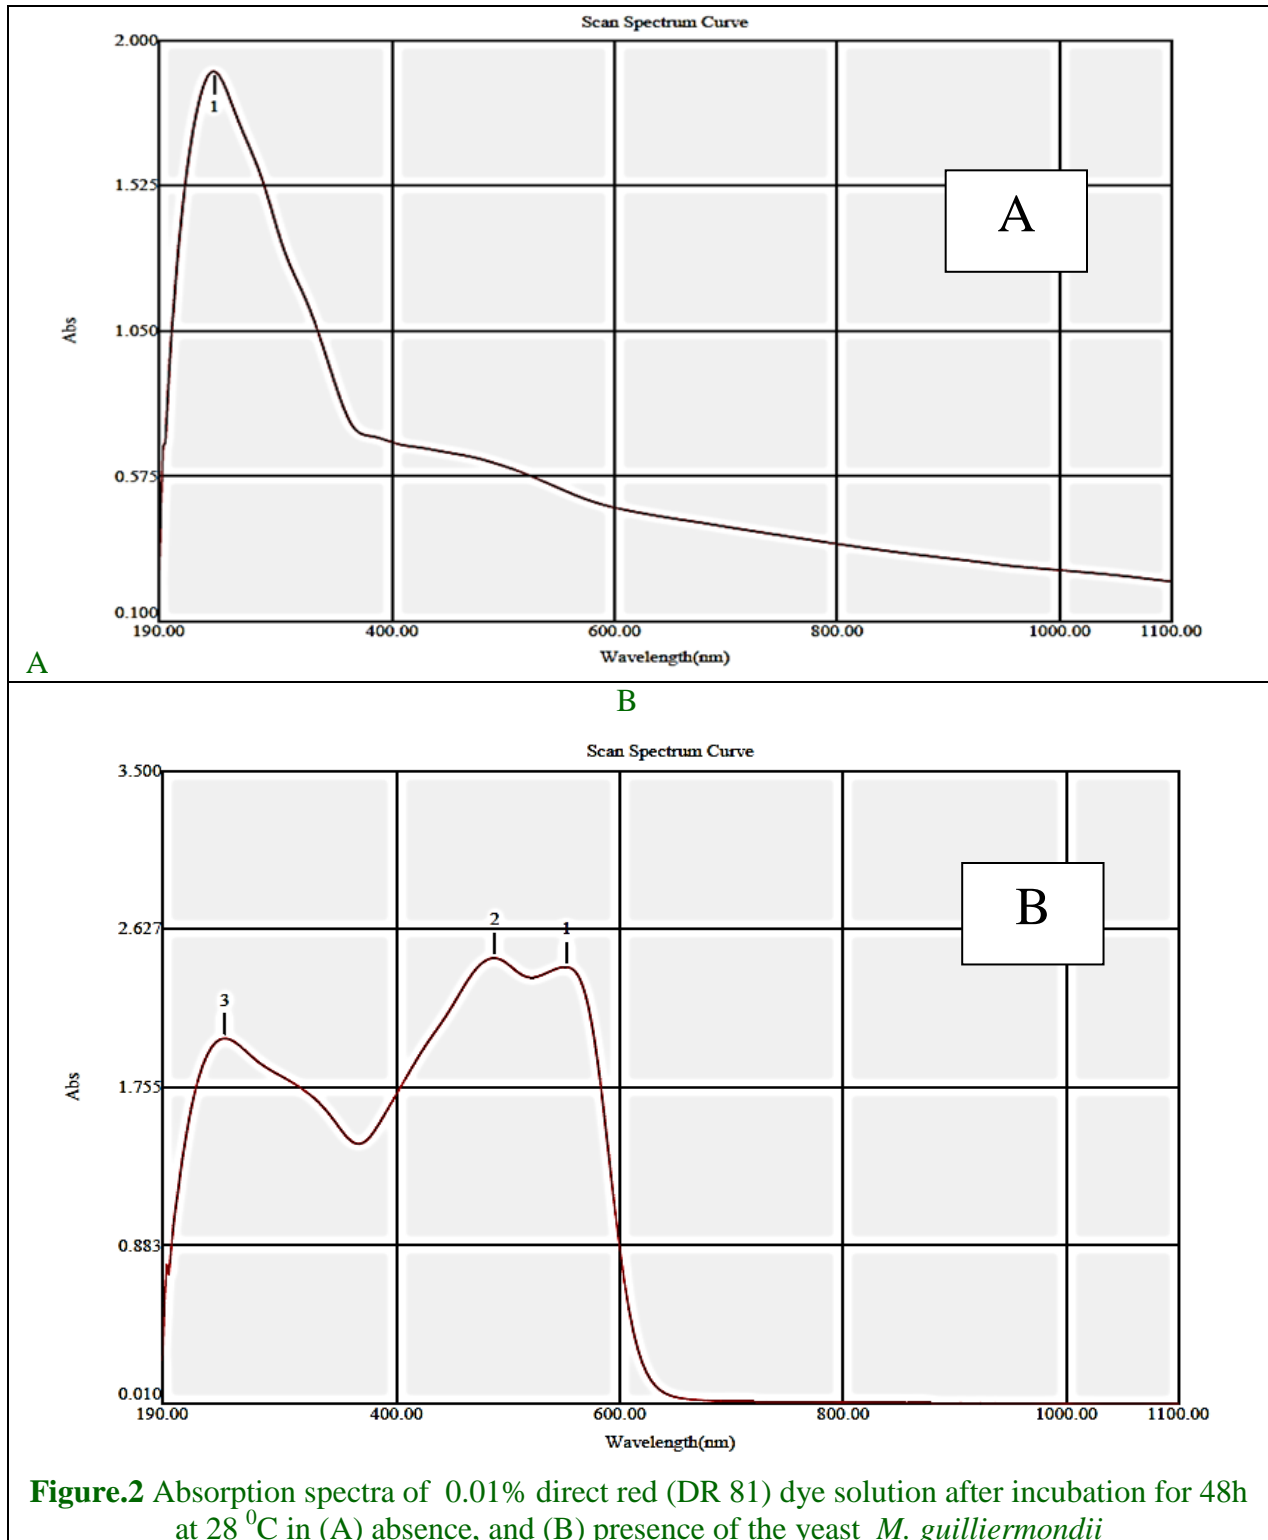 Scan Spectrum Curve
2.000
1
1.525
A
Abs
1.050
0.575
0.100
190.00 400.00 600.00 800.00 1000.00 1100.00
Wavelength(nm)
A
B
Scan Spectrum Curve
3.500
B
2 1
2.627
3
Abs
1.755
0.883
0.010
190.00 400.00 600.00 800.00 1000.00 1100.00
Wavelength(nm)
Figure.2 Absorption spectra of 0.01% direct red (DR 81) dye solution after incubation for 48h
at 28 ⁰C in (A) absence, and (B) presence of the yeast M. guilliermondii